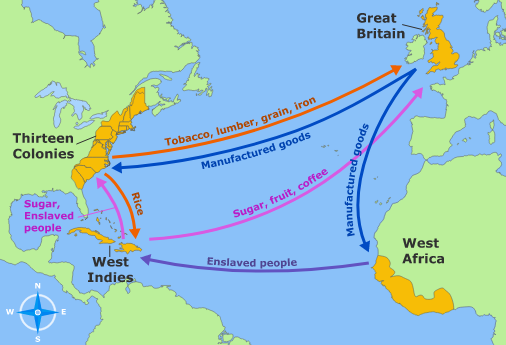 Great
Britain
Thirteen
Colonies
Tobacco, lumber, grain, iron
Manufactured goods
Sugar, fruit, coffee
Manufactured goods
Rice
Sugar,
Enslaved
people
West
Indies
Enslaved people
West
Africa
N
W E
S